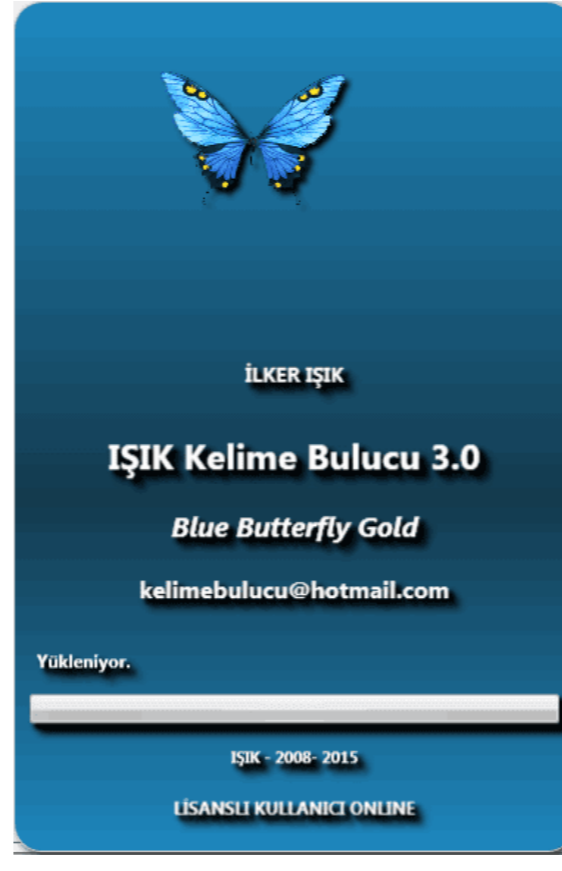 İLKER IŞIK
IŞIK Kelime Bulucu 3.0
Blue Butterfly Gold
kelimebulucu@hotmail.com
Yükleniyor.
IŞIK - 2008- 2015
LİSANSLI KULLANICI ONLINE